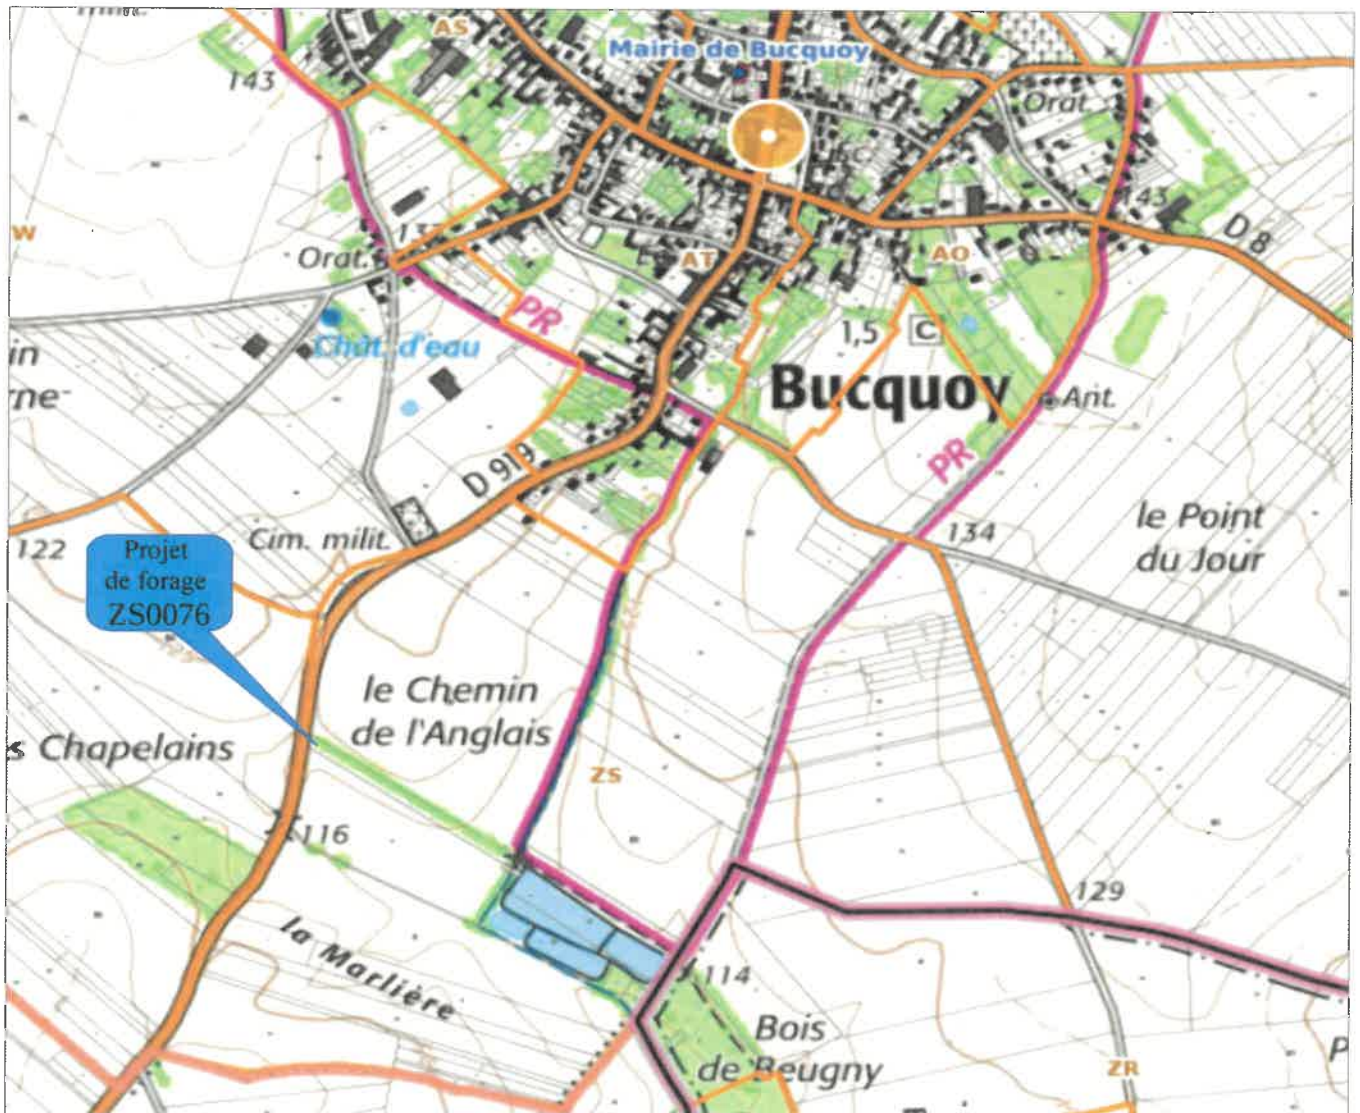 AS
Mairie de Bucquoy
143
Orat.
143
W
D 8
Orat.
AT
AO
PR
1,5
C
Chât. d'eau
in
rne-
Bucquoy
Ant.
D 919
PR
le Point
du Jour
122
Cim. milit.
134
Projet
de forage
ZS0076
le Chemin
de l'Anglais
s Chapelains
ZS
116
129
la Marlière
114
Bois
de Beugny
ZR
P